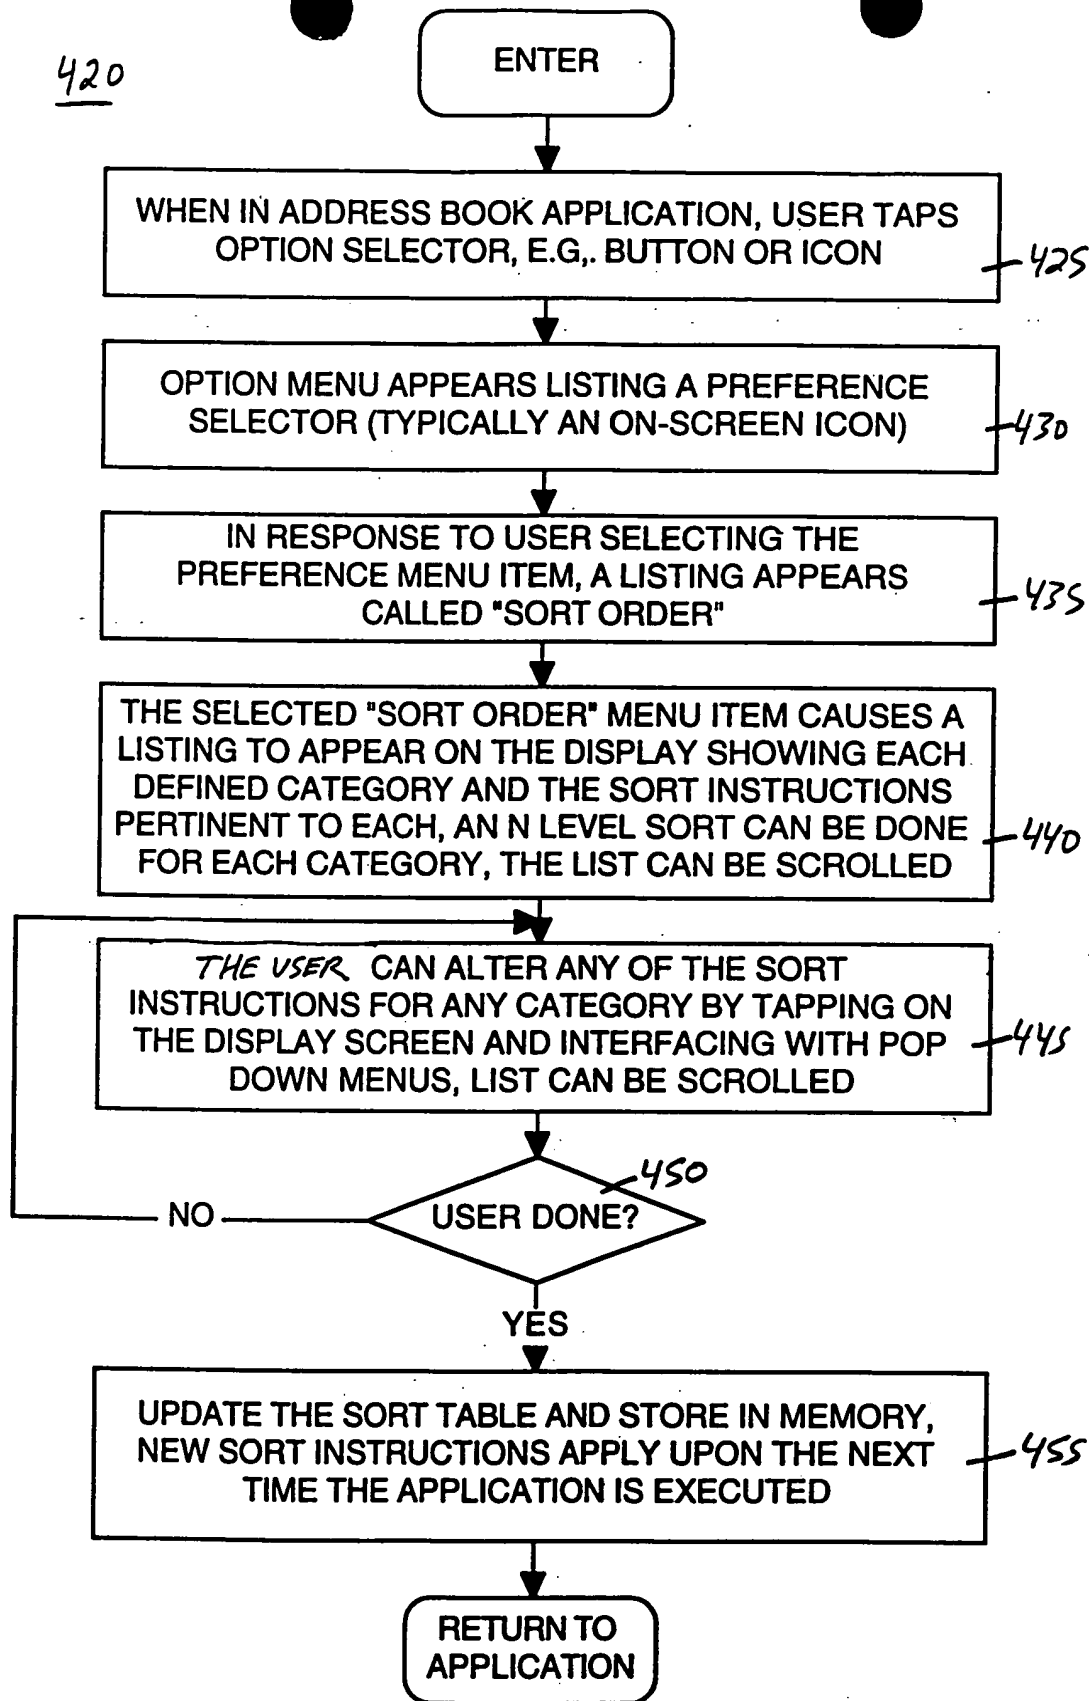 420
ENTER
WHEN IN ADDRESS BOOK APPLICATION, USER TAPS
OPTION SELECTOR, E.G,. BUTTON OR ICON
425
OPTION MENU APPEARS LISTING A PREFERENCE
SELECTOR (TYPICALLY AN ON-SCREEN ICON)
430
IN RESPONSE TO USER SELECTING THE
PREFERENCE MENU ITEM, A LISTING APPEARS
CALLED "SORT ORDER"
435
THE SELECTED "SORT ORDER" MENU ITEM CAUSES A
LISTING TO APPEAR ON THE DISPLAY SHOWING EACH
DEFINED CATEGORY AND THE SORT INSTRUCTIONS
PERTINENT TO EACH, AN N LEVEL SORT CAN BE DONE
FOR EACH CATEGORY, THE LIST CAN BE SCROLLED
440
THE USER CAN ALTER ANY OF THE SORT
INSTRUCTIONS FOR ANY CATEGORY BY TAPPING ON
THE DISPLAY SCREEN AND INTERFACING WITH POP
DOWN MENUS, LIST CAN BE SCROLLED
445
450
USER DONE?
NO
YES
UPDATE THE SORT TABLE AND STORE IN MEMORY,
NEW SORT INSTRUCTIONS APPLY UPON THE NEXT
TIME THE APPLICATION IS EXECUTED
455
RETURN TO
APPLICATION